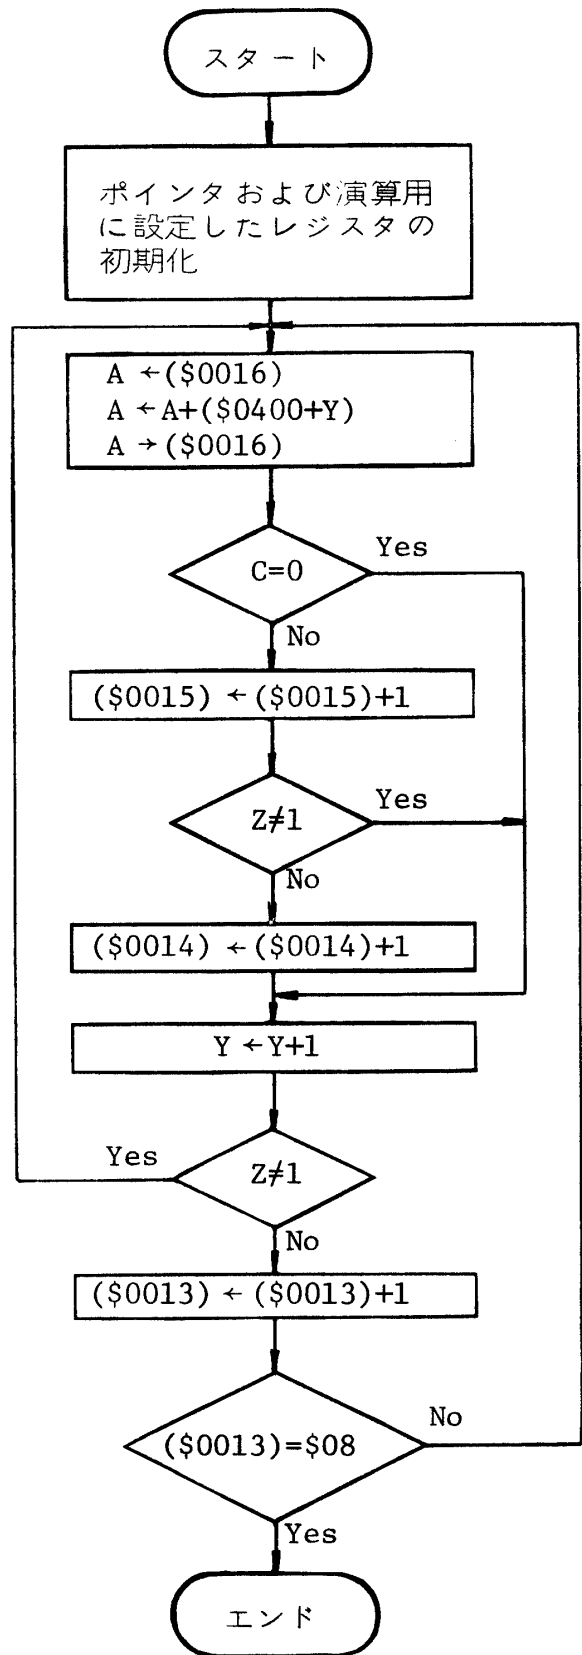 スタート
ポインタおよび演算用
に設定したレジスタの
初期化
A ←($0016)
A ←A+($0400+Y)
A →($0016)
C=0
Yes
No
($0015) ←($0015)+1
Z≠1
Yes
No
($0014) ←($0014)+1
Y ←Y+1
Yes
Z≠1
No
($0013) ←($0013)+1
($0013)=$08
No
Yes
エンド